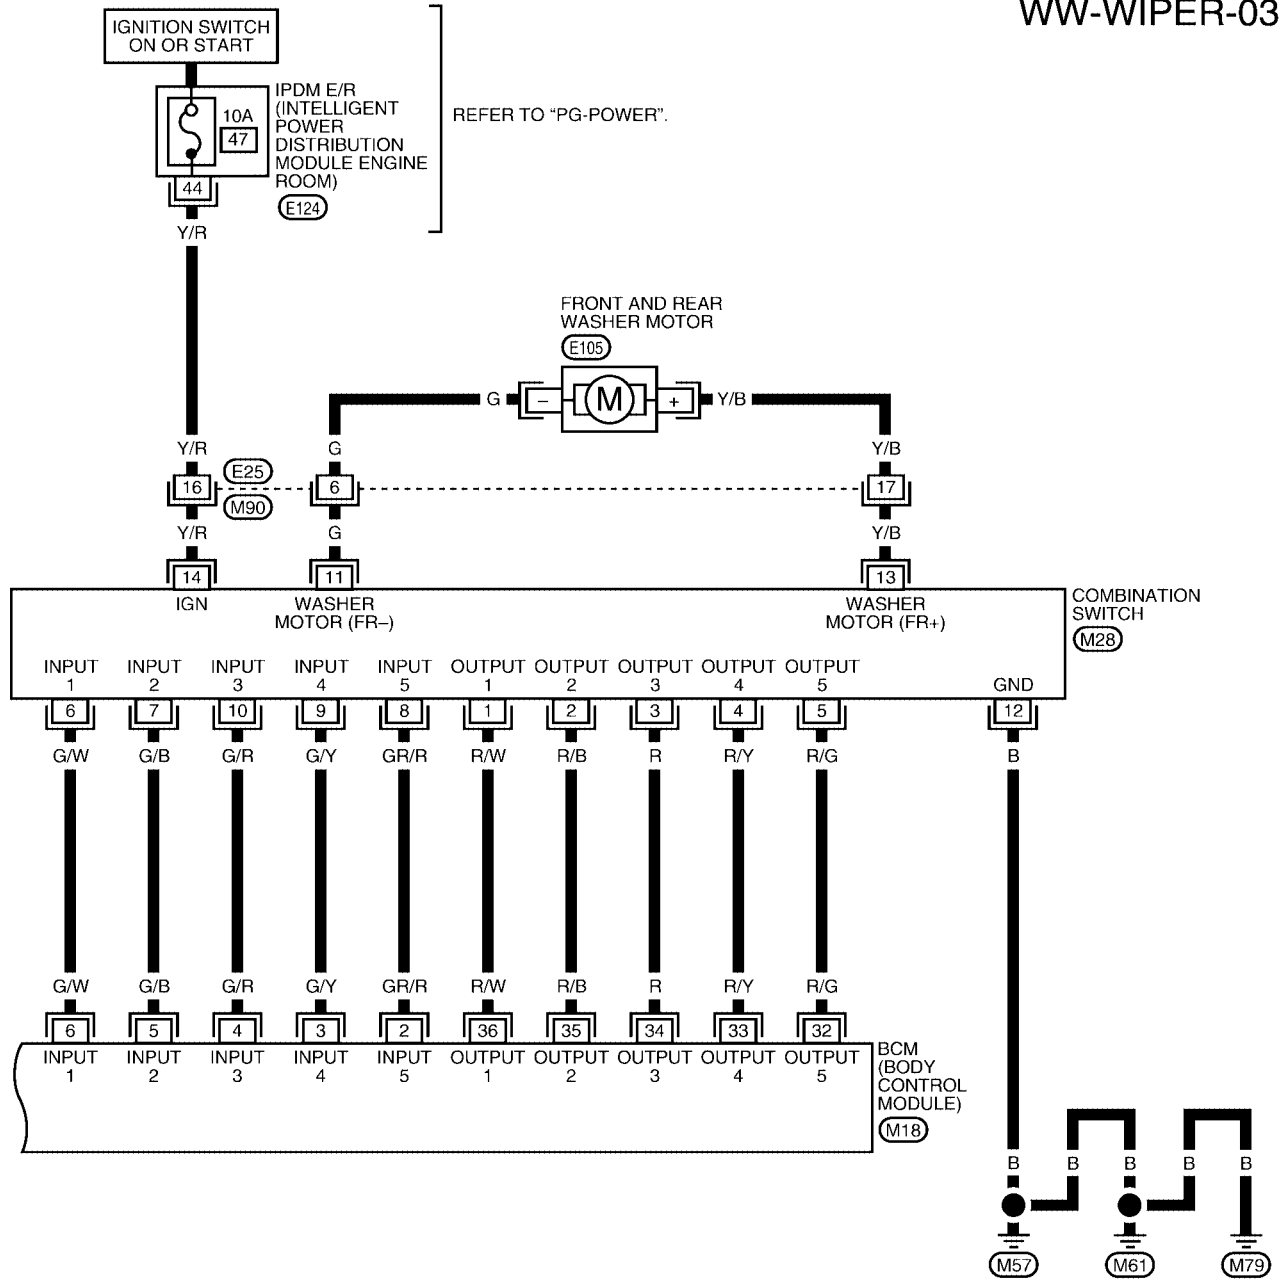 WW-WIPER-03
IGNITION SWITCH
ON OR START
IPDM E/R
(INTELLIGENT
POWER
DISTRIBUTION
MODULE ENGINE
ROOM)
E124
10A
47
44
REFER TO “PG-POWER”.
Y/R
FRONT AND REAR
WASHER MOTOR
E105
G – M + Y/B
Y/R G Y/B
E25
16 6 17
M90
Y/R G Y/B
14 11 13
IGN WASHER WASHER
MOTOR (FR–) MOTOR (FR+)
COMBINATION
SWITCH
M28
INPUT INPUT INPUT INPUT INPUT OUTPUT OUTPUT OUTPUT OUTPUT OUTPUT
1 2 3 4 5 1 2 3 4 5 GND
6 7 10 9 8 1 2 3 4 5 12
G/W G/B G/R G/Y GR/R R/W R/B R R/Y R/G B
G/W G/B G/R G/Y GR/R R/W R/B R R/Y R/G
6 5 4 3 2 36 35 34 33 32
INPUT INPUT INPUT INPUT INPUT OUTPUT OUTPUT OUTPUT OUTPUT OUTPUT
1 2 3 4 5 1 2 3 4 5
BCM
(BODY
CONTROL
MODULE)
M18
B B B B B
M57 M61 M79